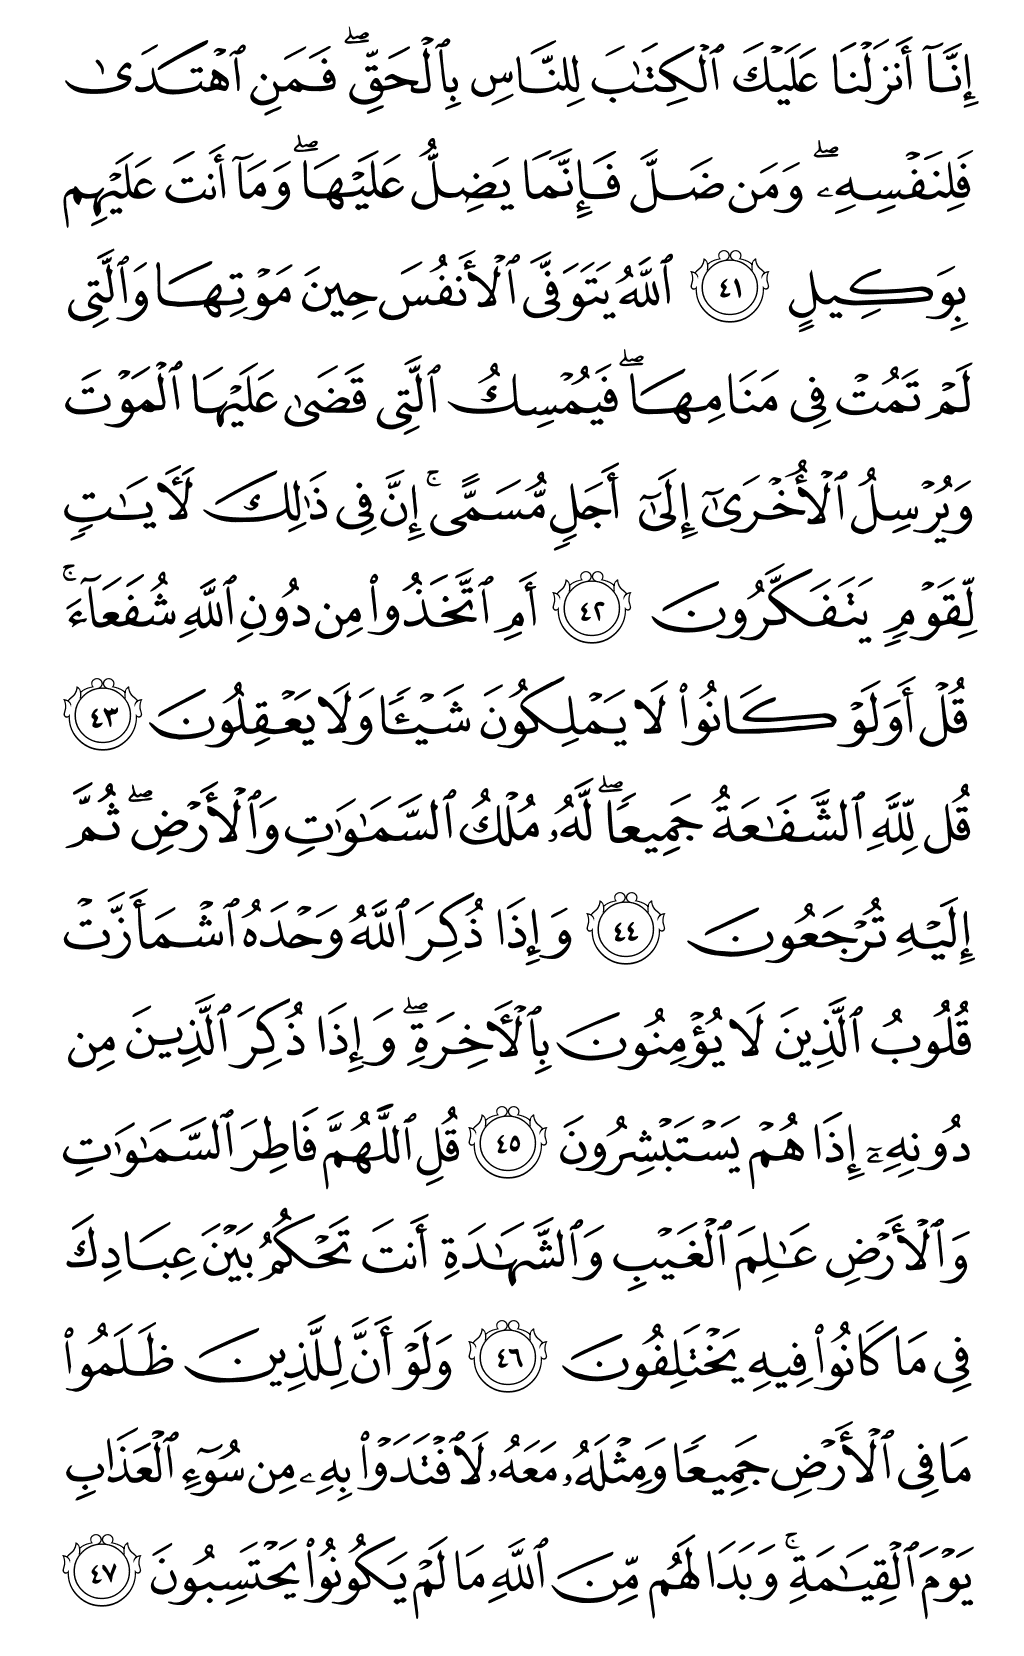 إِنَّآ أَنزَلۡنَا عَلَيۡكَ ٱلۡكِتَٰبَ لِلنَّاسِ بِٱلۡحَقِّۖ فَمَنِ ٱهۡتَدَىٰ
فَلِنَفۡسِهِۦۖ وَمَن ضَلَّ فَإِنَّمَا يَضِلُّ عَلَيۡهَاۖ وَمَآ أَنتَ عَلَيۡهِم
بِوَكِيلٍ ٤١ ٱللَّهُ يَتَوَفَّى ٱلۡأَنفُسَ حِينَ مَوۡتِهَا وَٱلَّتِي
لَمۡ تَمُتۡ فِي مَنَامِهَاۖ فَيُمۡسِكُ ٱلَّتِي قَضَىٰ عَلَيۡهَا ٱلۡمَوۡتَ
وَيُرۡسِلُ ٱلۡأُخۡرَىٰٓ إِلَىٰٓ أَجَلٖ مُّسَمًّىۚ إِنَّ فِي ذَٰلِكَ لَأٓيَٰتٖ
لِّقَوۡمٖ يَتَفَكَّرُونَ ٤٢ أَمِ ٱتَّخَذُواْ مِن دُونِ ٱللَّهِ شُفَعَآءَۚ
قُلۡ أَوَلَوۡ كَانُواْ لَا يَمۡلِكُونَ شَيۡـٔٗا وَلَا يَعۡقِلُونَ ٤٣
قُل لِّلَّهِ ٱلشَّفَٰعَةُ جَمِيعٗاۖ لَّهُۥ مُلۡكُ ٱلسَّمَٰوَٰتِ وَٱلۡأَرۡضِۖ ثُمَّ
إِلَيۡهِ تُرۡجَعُونَ ٤٤ وَإِذَا ذُكِرَ ٱللَّهُ وَحۡدَهُ ٱشۡمَأَزَّتۡ
قُلُوبُ ٱلَّذِينَ لَا يُؤۡمِنُونَ بِٱلۡأٓخِرَةِۖ وَإِذَا ذُكِرَ ٱلَّذِينَ مِن
دُونِهِۦٓ إِذَا هُمۡ يَسۡتَبۡشِرُونَ ٤٥ قُلِ ٱللَّهُمَّ فَاطِرَ ٱلسَّمَٰوَٰتِ
وَٱلۡأَرۡضِ عَٰلِمَ ٱلۡغَيۡبِ وَٱلشَّهَٰدَةِ أَنتَ تَحۡكُمُ بَيۡنَ عِبَادِكَ
فِي مَا كَانُواْ فِيهِ يَخۡتَلِفُونَ ٤٦ وَلَوۡ أَنَّ لِلَّذِينَ ظَلَمُواْ
مَا فِي ٱلۡأَرۡضِ جَمِيعٗا وَمِثۡلَهُۥ مَعَهُۥ لَٱفۡتَدَوۡاْ بِهِۦ مِن سُوٓءِ ٱلۡعَذَابِ
يَوۡمَ ٱلۡقِيَٰمَةِۚ وَبَدَا لَهُم مِّنَ ٱللَّهِ مَا لَمۡ يَكُونُواْ يَحۡتَسِبُونَ ٤٧